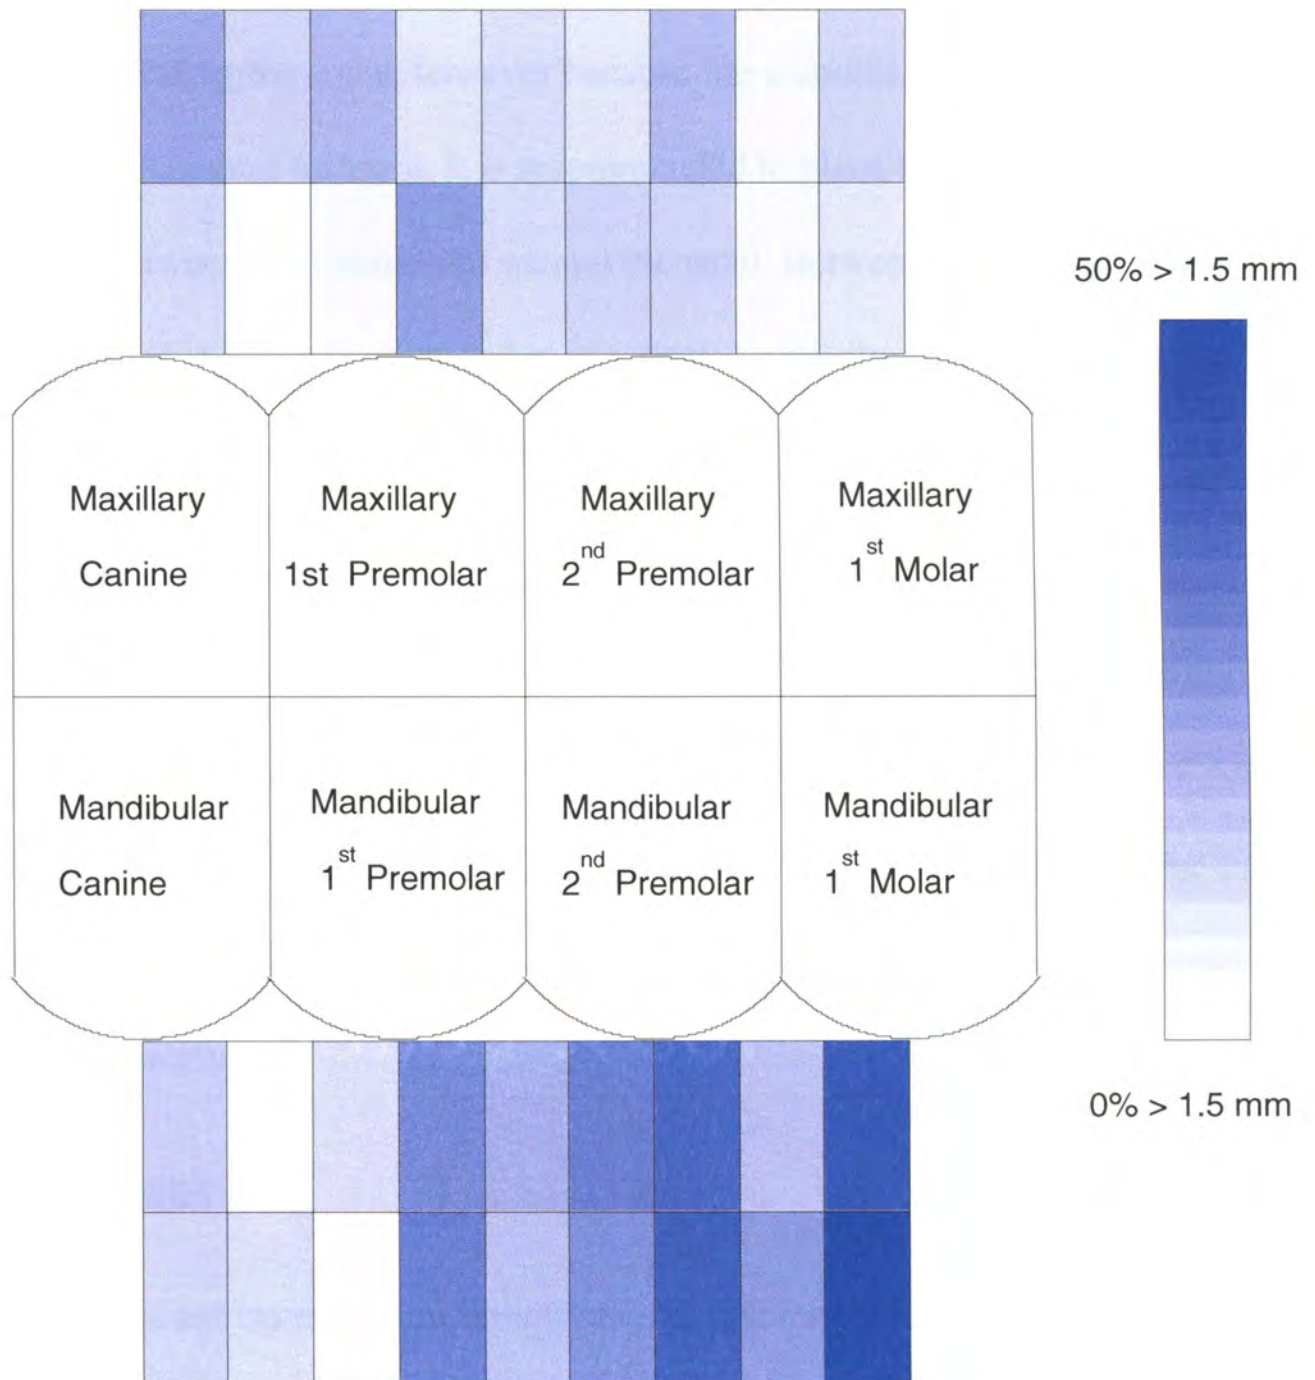 50% > 1.5 mm
Maxillary
Canine
Maxillary
1st Premolar
Maxillary
2nd Premolar
Maxillary
1st Molar
Mandibular
Canine
Mandibular
1st Premolar
Mandibular
2nd Premolar
Mandibular
1st Molar
0% > 1.5 mm